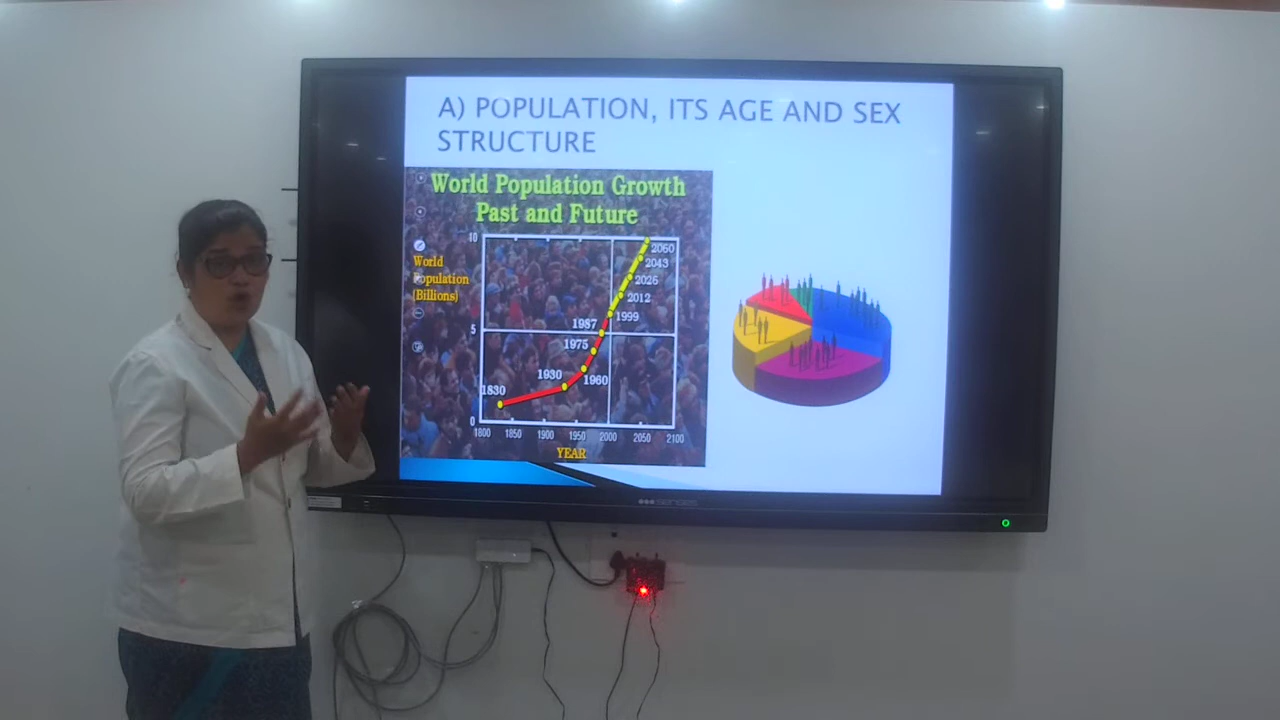 A) POPULATION, ITS AGE AND SEX
STRUCTURE
World Population Growth
Past and Future
World
Population
(Billions)
10
5
0
1830
1930
1960
1975
1987
1999
2012
2026
2043
2060
1800 1850 1900 1950 2000 2050 2100
YEAR